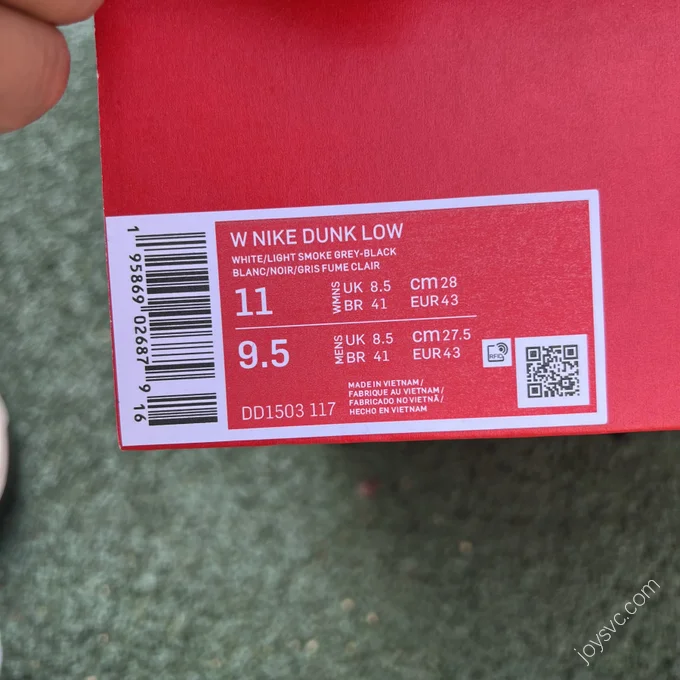 1 95869 02687 9 16
W NIKE DUNK LOW
WHITE/LIGHT SMOKE GREY-BLACK
BLANC/NOIR/GRIS FUME CLAIR
11 WMNS UK 8.5 cm 28
BR 41 EUR 43
9.5 MENS UK 8.5 cm 27.5
BR 41 EUR 43
RFID
DD1503 117
MADE IN VIETNAM /
FABRIQUE AU VIETNAM /
FABRICADO NO VIETNÃ /
HECHO EN VIETNAM
joysvc.com